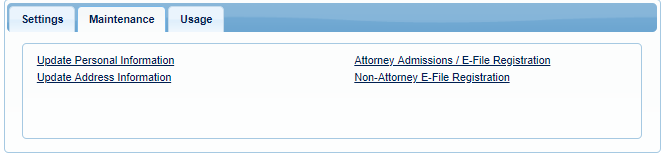 Settings Maintenance Usage
Update Personal Information Attorney Admissions / E-File Registration
Update Address Information Non-Attorney E-File Registration